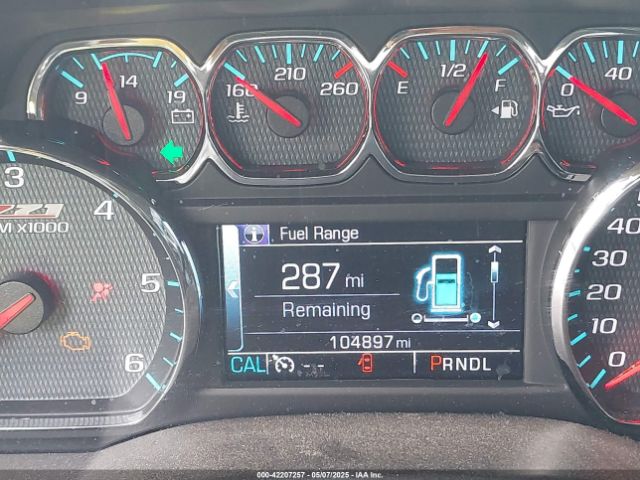 9 14 19
160 210 260
E 1/2 F
0 40
3
4
5
6
Z71
M x1000
Fuel Range
287 mi
Remaining
104897 mi
CAL
PRNDL
40
30
20
10
0
000-42207257 - 05/07/2025 - IAA Inc.